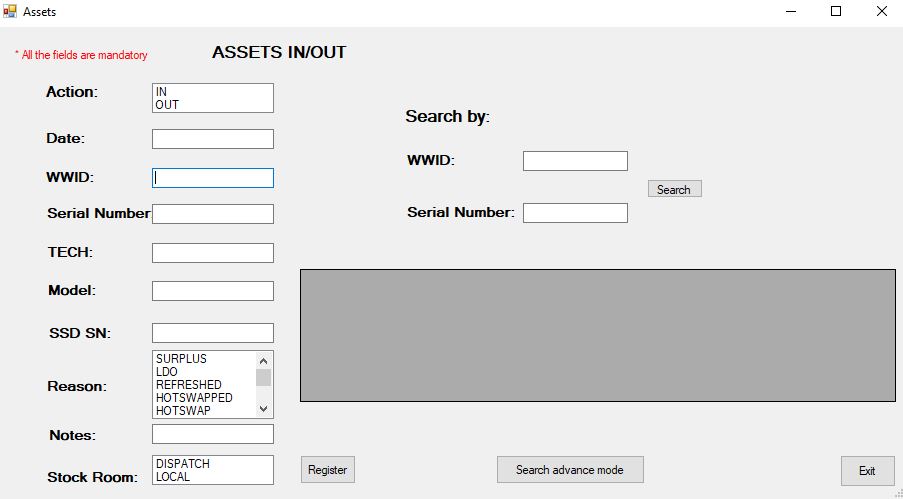 Assets
* All the fields are mandatory
ASSETS IN/OUT
Action:
IN
OUT
Date:
WWID:
Serial Number
TECH:
Model:
SSD SN:
Reason:
SURPLUS
LDO
REFRESHED
HOTSWAPPED
HOTSWAP
Notes:
Stock Room:
DISPATCH
LOCAL
Search by:
WWID:
Serial Number:
Search
Register
Search advance mode
Exit